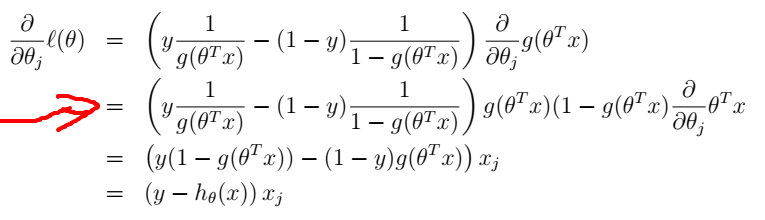 ∂/∂θ_j ℓ(θ) = ( y 1/g(θ^T x) − (1 − y) 1/(1 − g(θ^T x)) ) ∂/∂θ_j g(θ^T x)
= ( y 1/g(θ^T x) − (1 − y) 1/(1 − g(θ^T x)) ) g(θ^T x)(1 − g(θ^T x) ∂/∂θ_j θ^T x
= (y(1 − g(θ^T x)) − (1 − y)g(θ^T x)) x_j
= (y − h_θ(x)) x_j